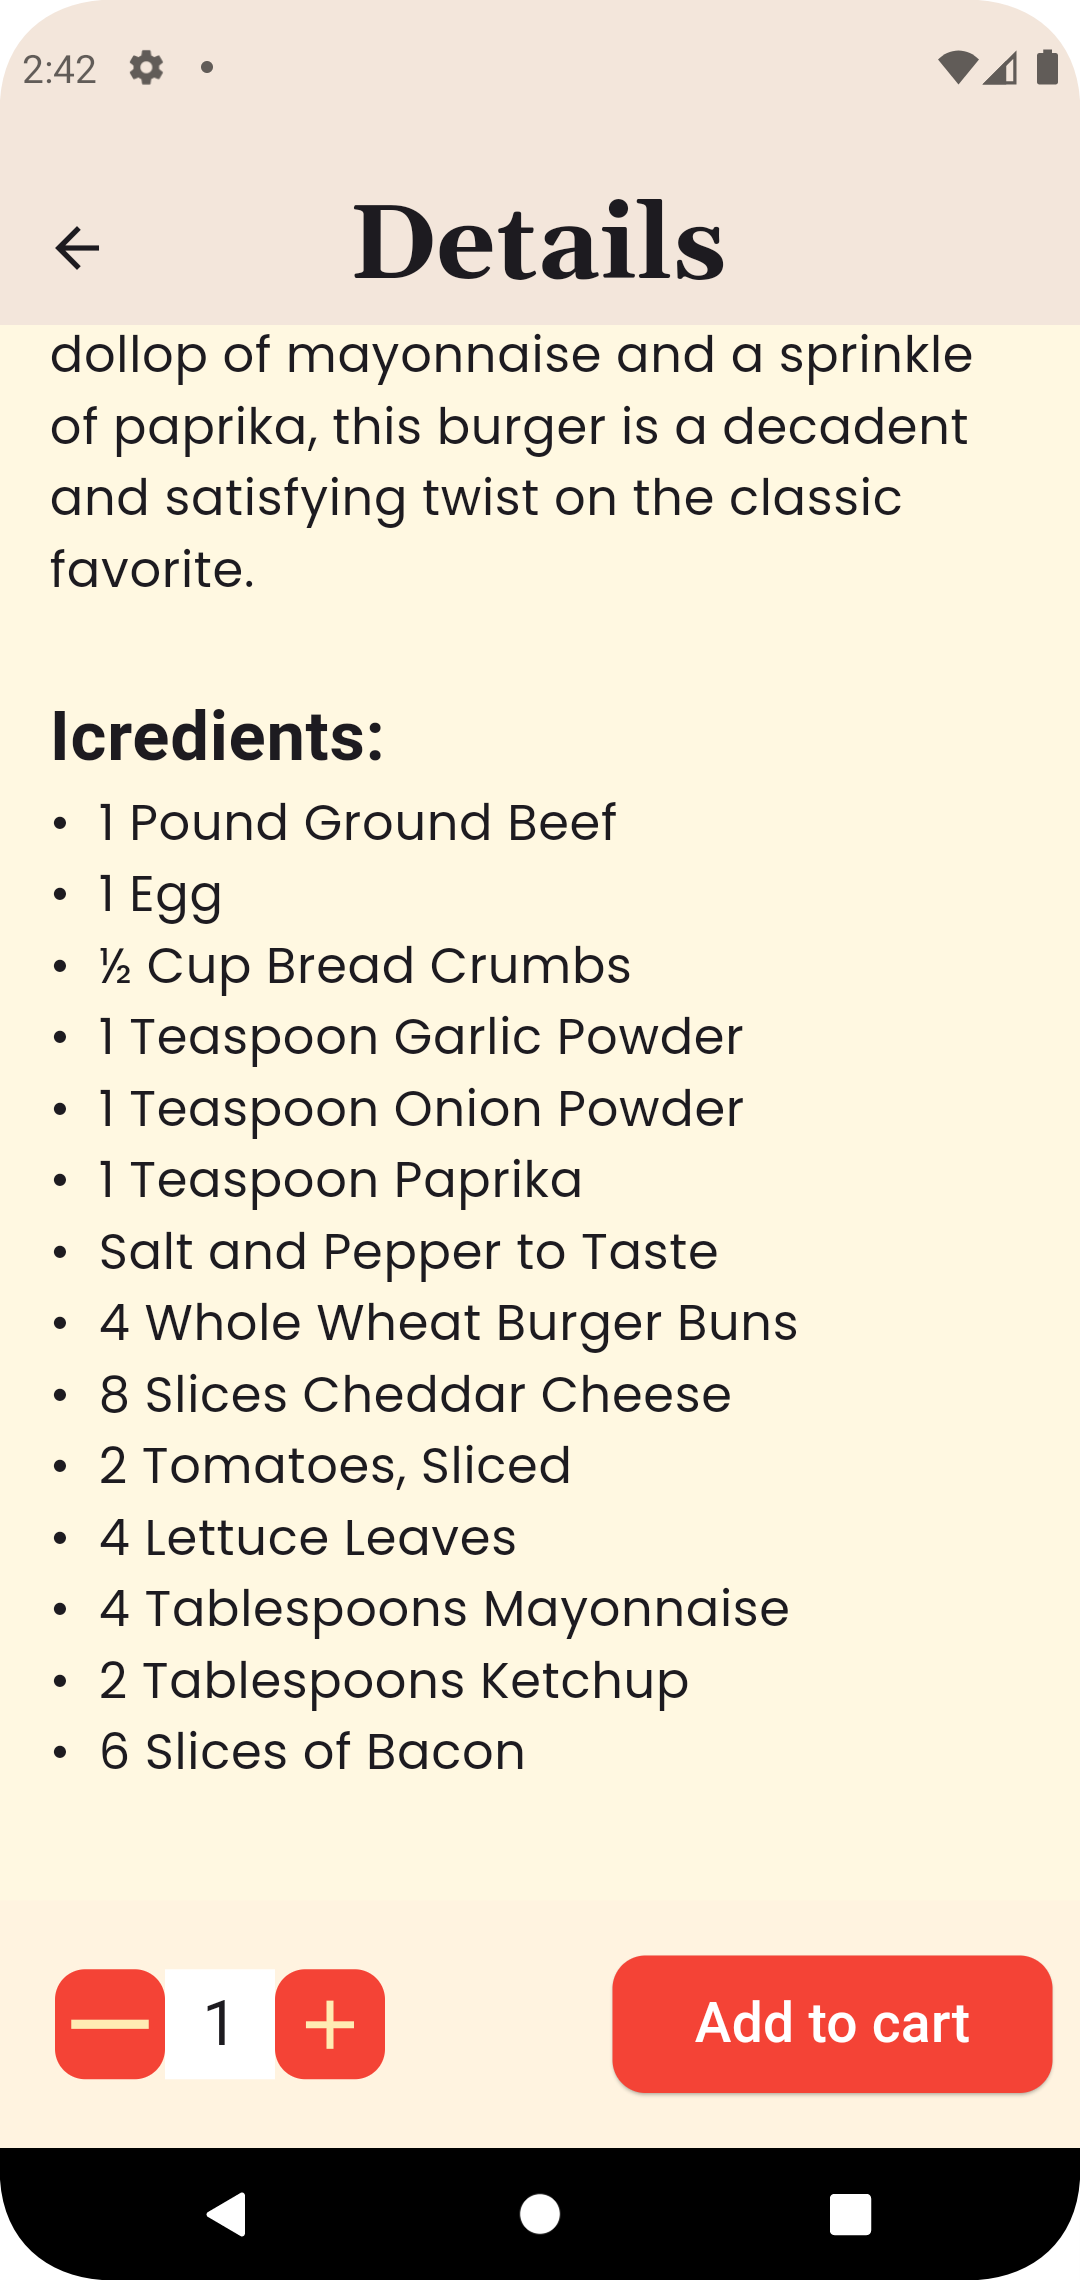 2:42
Details
dollop of mayonnaise and a sprinkle
of paprika, this burger is a decadent
and satisfying twist on the classic
favorite.
Icredients:
• 1 Pound Ground Beef
• 1 Egg
• ½ Cup Bread Crumbs
• 1 Teaspoon Garlic Powder
• 1 Teaspoon Onion Powder
• 1 Teaspoon Paprika
• Salt and Pepper to Taste
• 4 Whole Wheat Burger Buns
• 8 Slices Cheddar Cheese
• 2 Tomatoes, Sliced
• 4 Lettuce Leaves
• 4 Tablespoons Mayonnaise
• 2 Tablespoons Ketchup
• 6 Slices of Bacon
1
Add to cart